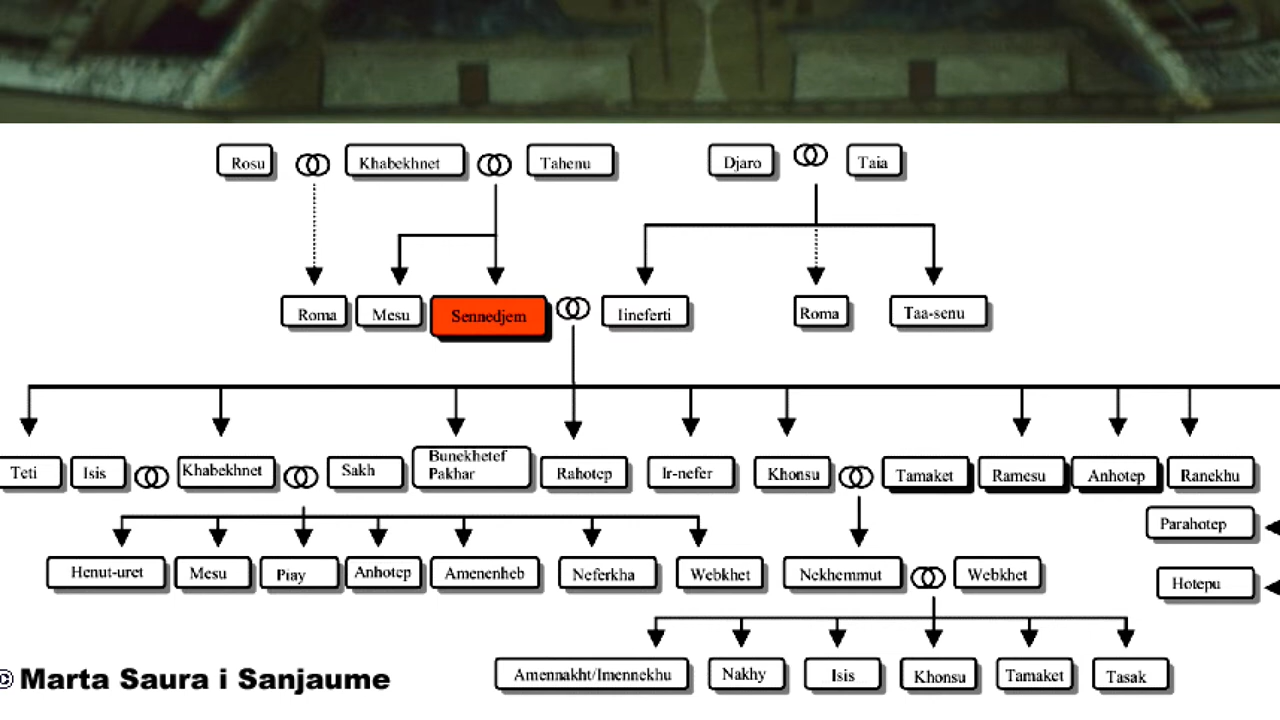 Rosu
Khabekhnet
Tahenu
Djaro
Taia
Roma
Mesu
Sennedjem
Iineferti
Roma
Taa-senu
Teti
Isis
Khabekhnet
Sakh
Bunekhetef
Pakhar
Rahotep
Ir-nefer
Khonsu
Tamaket
Ramesu
Anhotep
Ranekhu
Parahotep
Hotepu
Henut-uret
Mesu
Piay
Anhotep
Amenenheb
Neferkha
Webkhet
Nekhemmut
Webkhet
Amennakht/Imennekhu
Nakhy
Isis
Khonsu
Tamaket
Tasak
© Marta Saura i Sanjaume